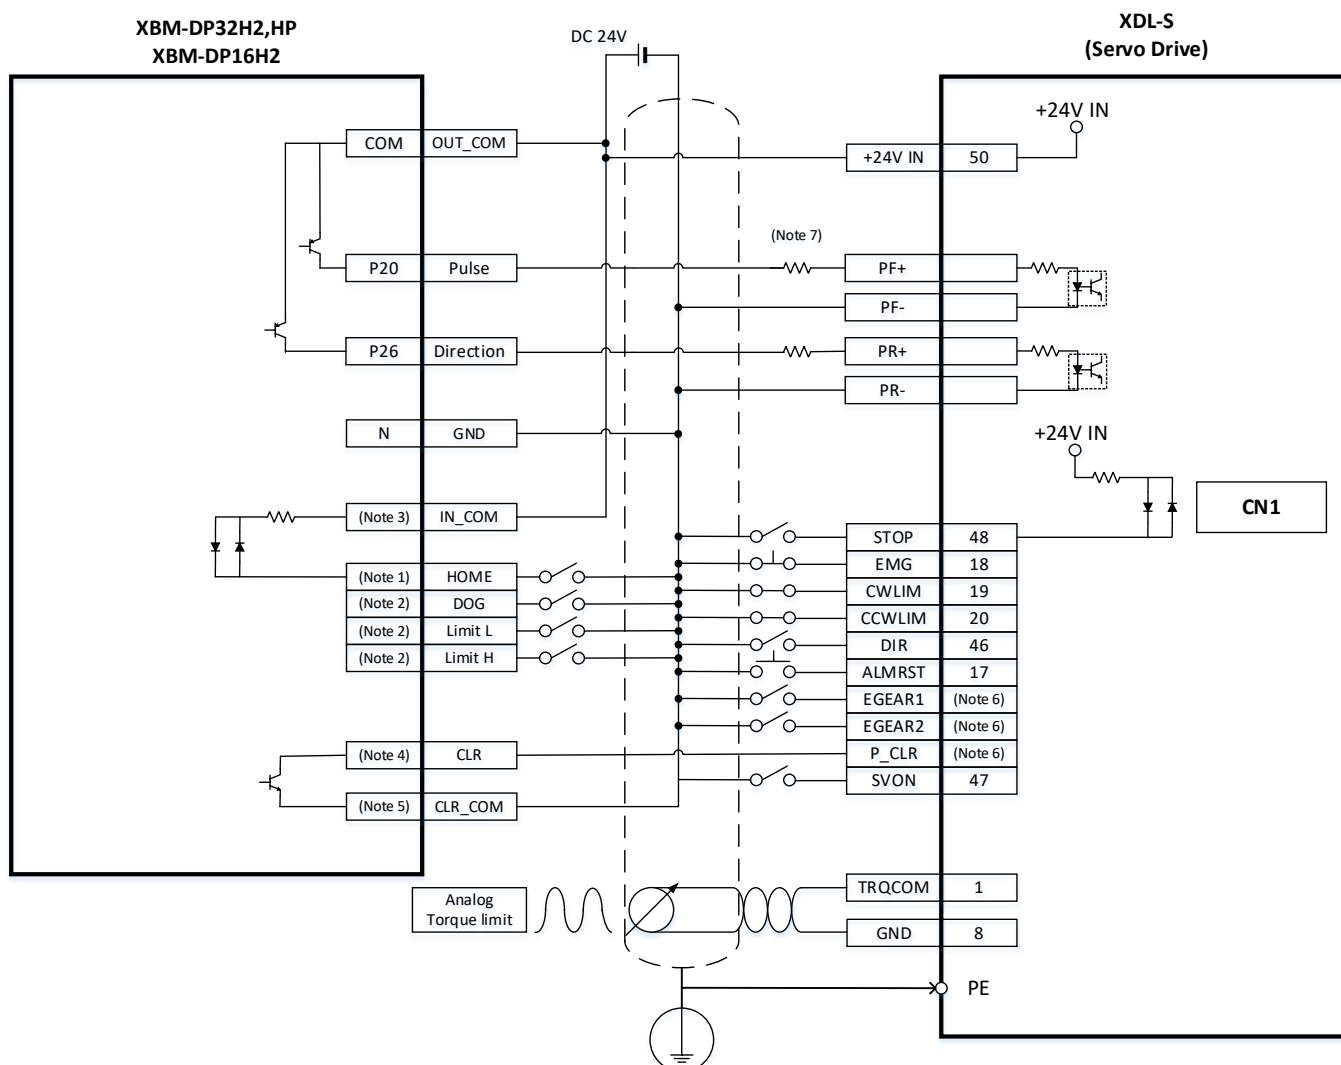 XBM-DP32H2,HP
XBM-DP16H2
DC 24V
XDL-S
(Servo Drive)
+24V IN
COM OUT_COM
+24V IN 50
(Note 7)
P20 Pulse
PF+
PF-
P26 Direction
PR+
PR-
N GND
+24V IN
(Note 3) IN_COM
CN1
STOP 48
EMG 18
(Note 1) HOME
CWLIM 19
(Note 2) DOG
CCWLIM 20
(Note 2) Limit L
DIR 46
(Note 2) Limit H
ALMRST 17
EGEAR1 (Note 6)
EGEAR2 (Note 6)
(Note 4) CLR
P_CLR (Note 6)
SVON 47
(Note 5) CLR_COM
TRQCOM 1
Analog
Torque limit
GND 8
PE